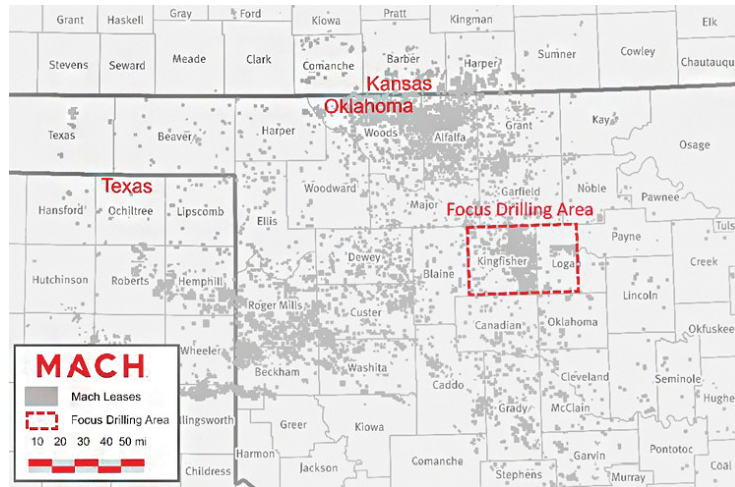 Grant
Haskell
Gray
Ford
Kiowa
Pratt
Kingman
Elk
Stevens
Seward
Meade
Clark
Comanche
Barber
Harper
Sumner
Cowley
Chautauqu
Kansas
Oklahoma
Texas
Beaver
Harper
Woods
Alfalfa
Grant
Kay
Osage
Texas
Hansford
Ochiltree
Lipscomb
Ellis
Woodward
Major
Garfield
Noble
Pawnee
Focus Drilling Area
Hutchinson
Roberts
Hemphill
Dewey
Blaine
Kingfisher
Loga
Payne
Tuls
Creek
Roger Mills
Custer
Canadian
Oklahoma
Lincoln
Okfuskee
Wheeler
Beckham
Washita
Caddo
Grady
Cleveland
McClain
Seminole
Hughe
llingsworth
Greer
Kiowa
Childress
Harmon
Jackson
Comanche
Stephens
Garvin
Murray
Pontotoc
Coal
MACH
Mach Leases
Focus Drilling Area
10 20 30 40 50 mi